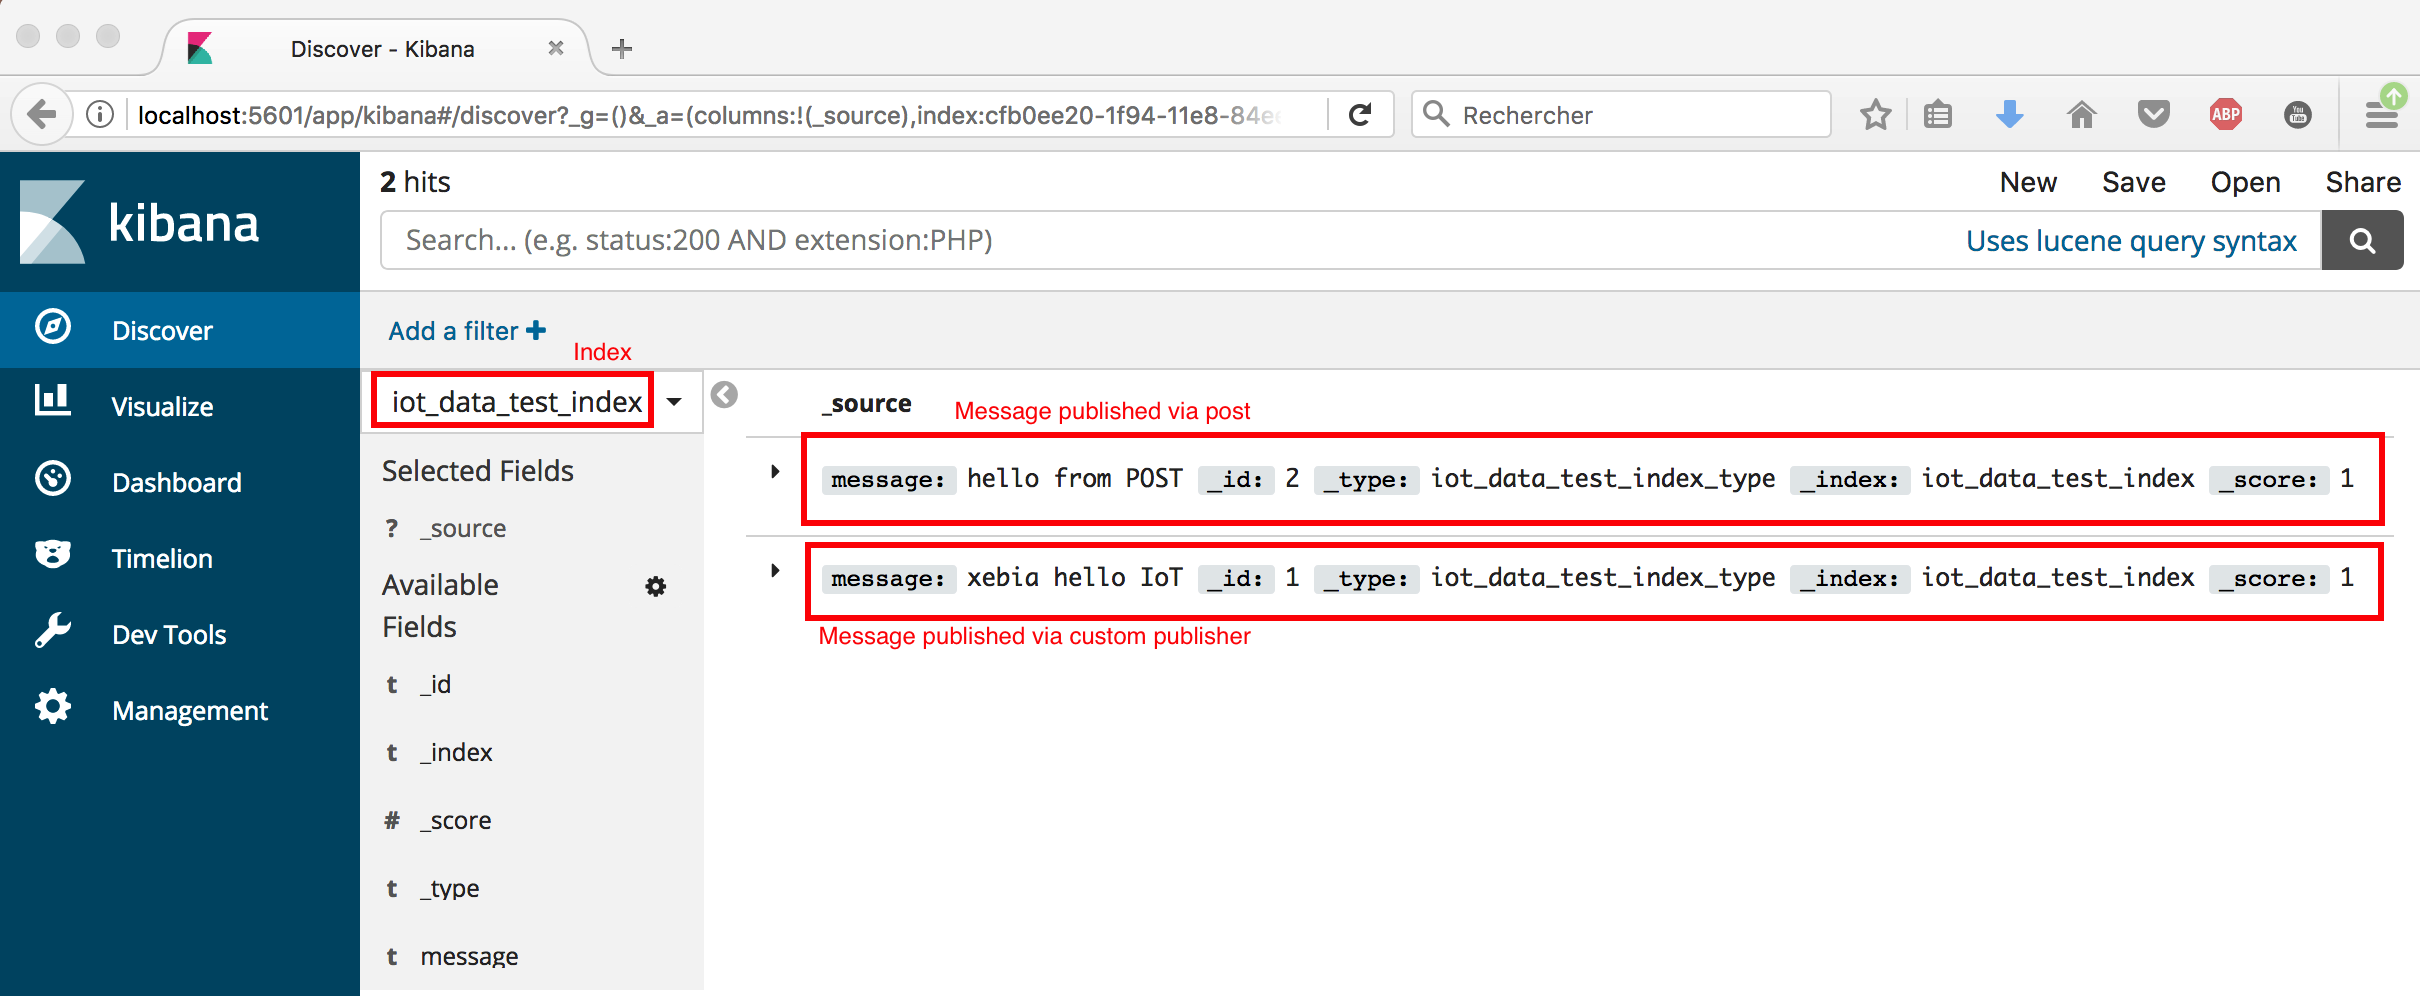 Discover - Kibana
localhost:5601/app/kibana#/discover?_g=()&_a=(columns:!(_source),index:cfb0ee20-1f94-11e8-84ee
Rechercher
ABP
You Tube
kibana
2 hits
New Save Open Share
Search... (e.g. status:200 AND extension:PHP)
Uses lucene query syntax
Discover
Visualize
Dashboard
Timelion
Dev Tools
Management
Add a filter +
Index
iot_data_test_index
Selected Fields
? _source
Available
Fields
t _id
t _index
# _score
t _type
t message
_source
Message published via post
message: hello from POST _id: 2 _type: iot_data_test_index_type _index: iot_data_test_index _score: 1
message: xebia hello IoT _id: 1 _type: iot_data_test_index_type _index: iot_data_test_index _score: 1
Message published via custom publisher